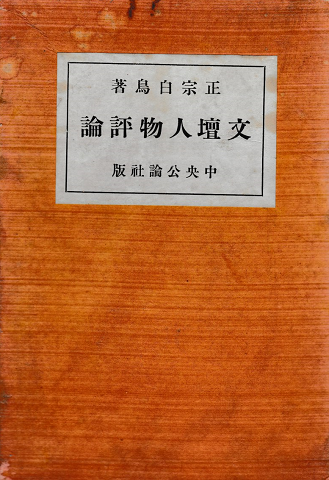 正宗白鳥著
文壇人物評論
中央公論社版